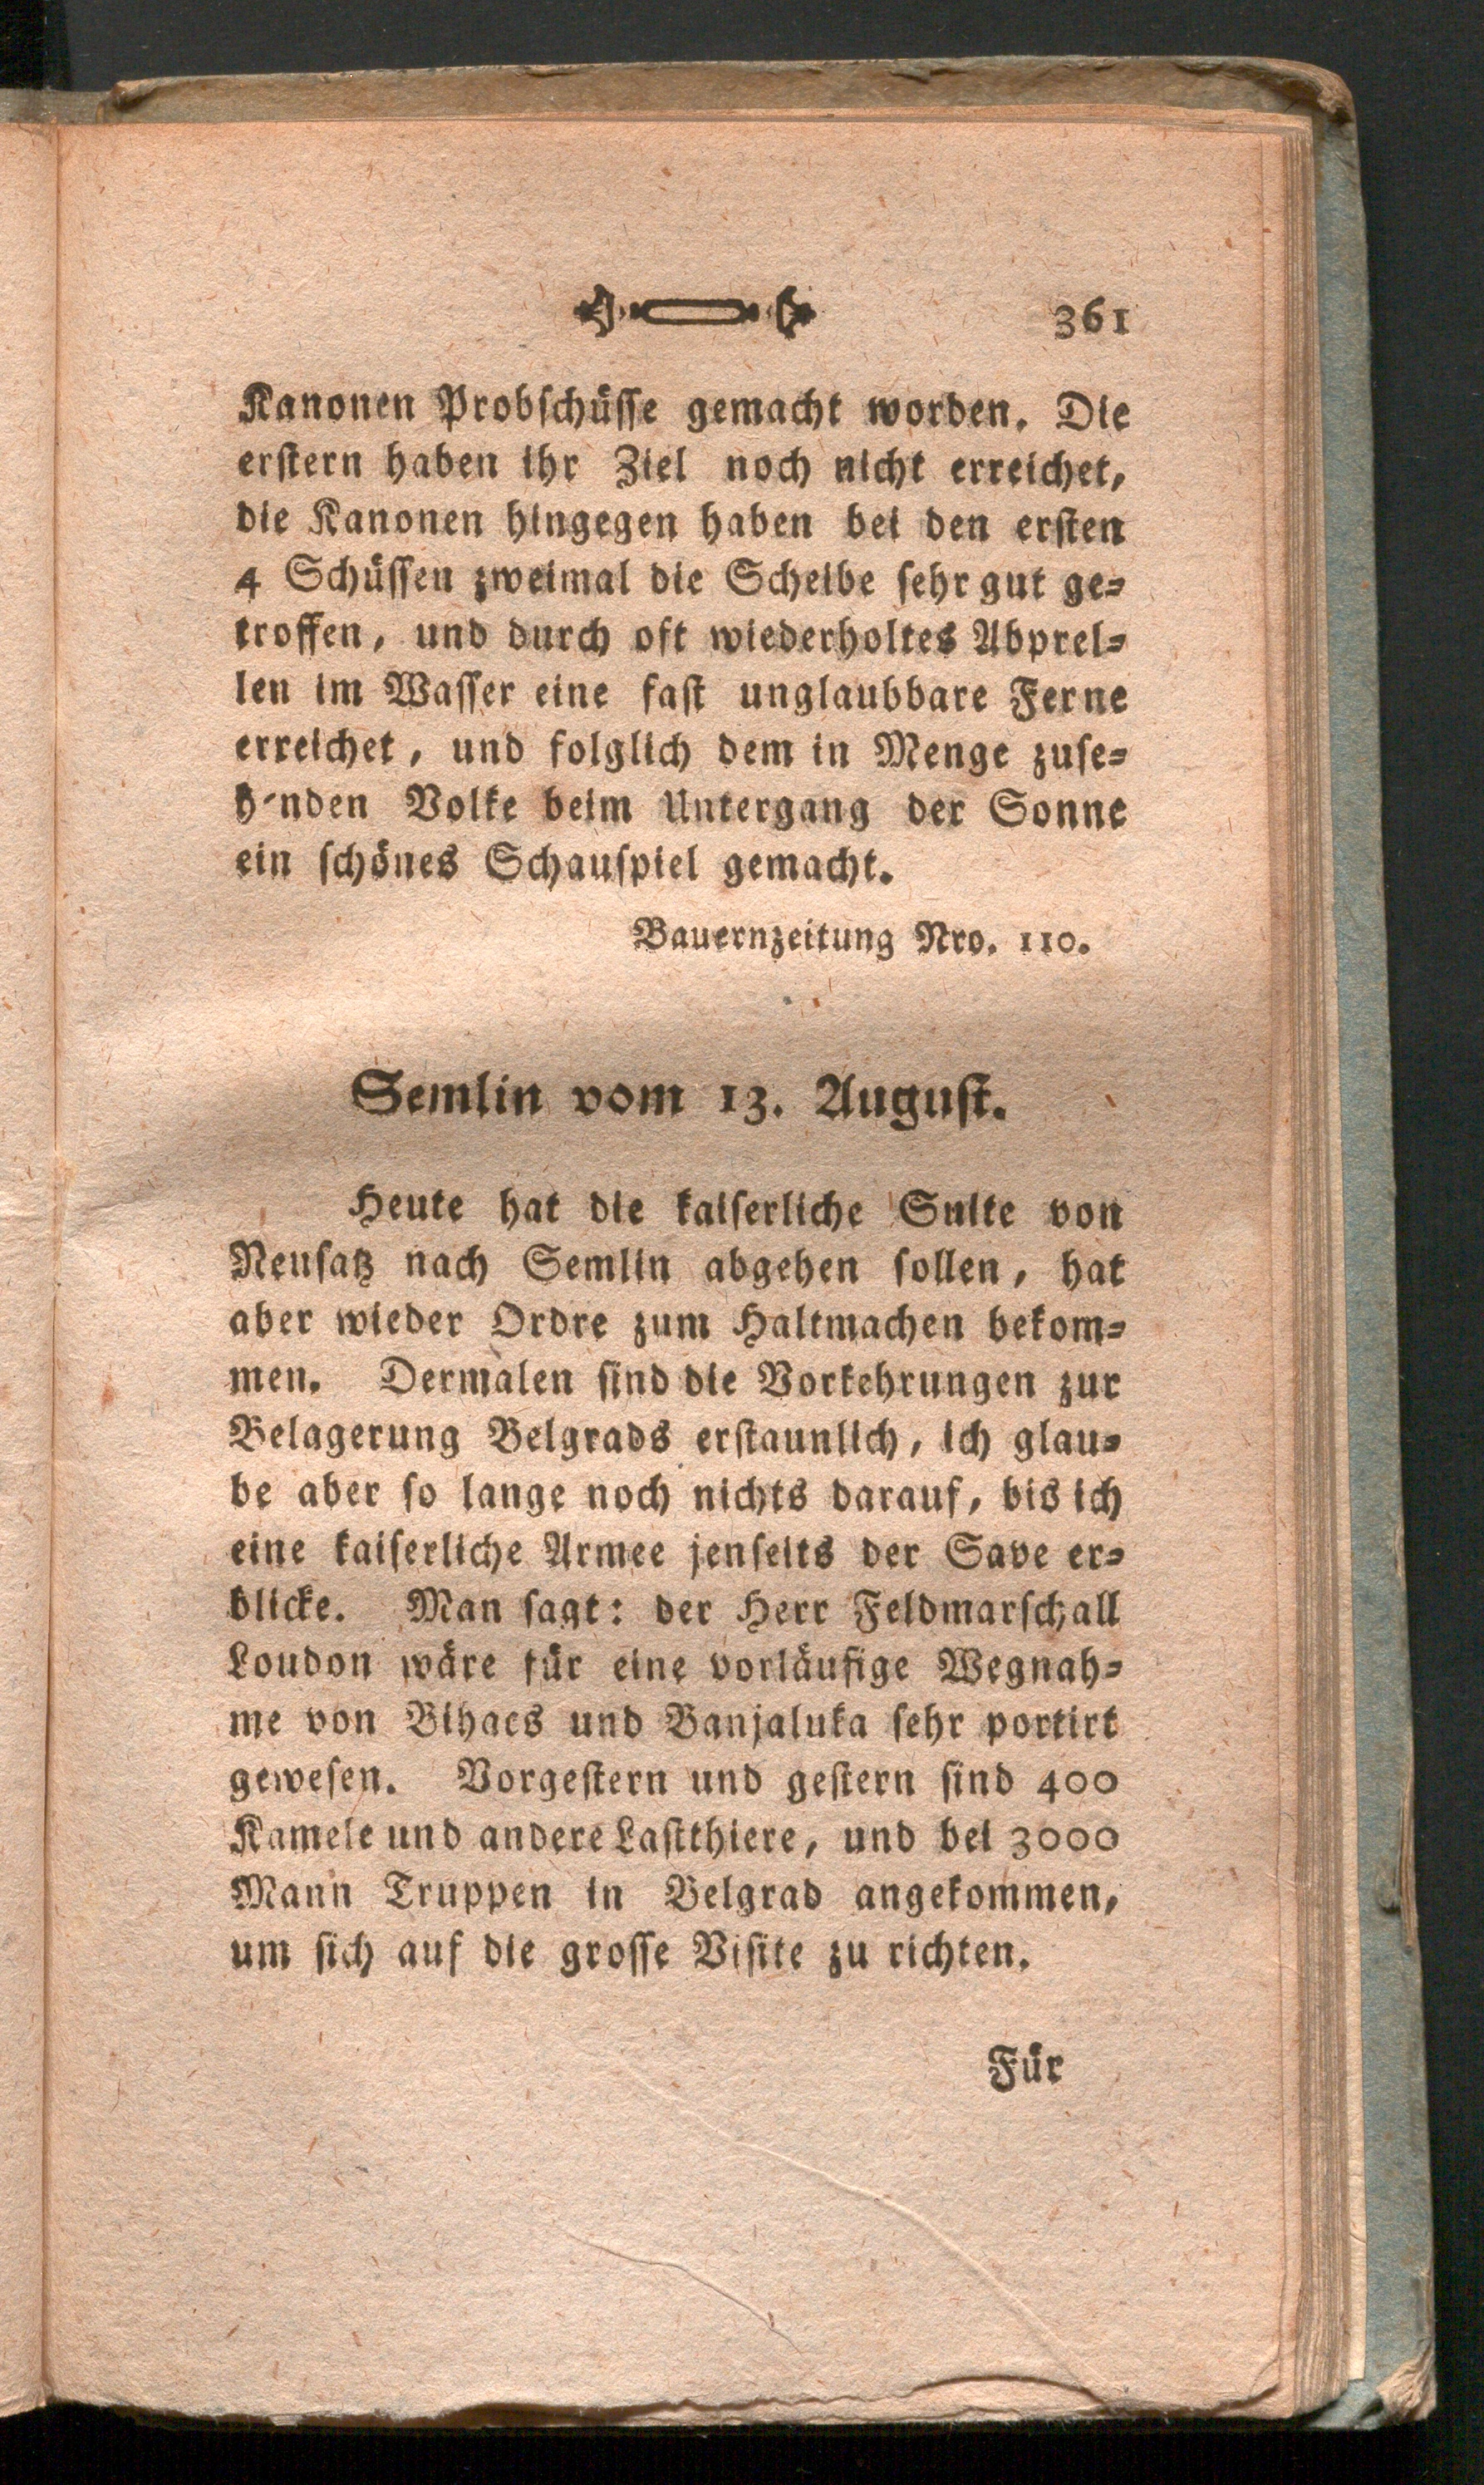 361
Kanonen Probschüsse gemacht worden. Die
erstern haben ihr Ziel noch nicht erreichet,
die Kanonen hingegen haben bei den ersten
4 Schüssen zweimal die Scheibe sehr gut ge-
troffen, und durch oft wiederholtes Abprel-
len im Wasser eine fast unglaubbare Ferne
erreichet, und folglich dem in Menge zuse-
henden Volke beim Untergang der Sonne
ein schönes Schauspiel gemacht.
Bauernzeitung Nro. 110.
Semlin vom 13. August.
Heute hat die kaiserliche Suite von
Neusatz nach Semlin abgehen sollen, hat
aber wieder Ordre zum Haltmachen bekom-
men. Dermalen sind die Vorkehrungen zur
Belagerung Belgrads erstaunlich, ich glau-
be aber so lange noch nichts darauf, bis ich
eine kaiserliche Armee jenseits der Save er-
blicke. Man sagt: der Herr Feldmarschall
Loudon wäre für eine vorläufige Wegnah-
me von Bihacs und Banjaluka sehr portirt
gewesen. Vorgestern und gestern sind 400
Kamele und andere Lastthiere, und bei 3000
Mann Truppen in Belgrad angekommen,
um sich auf die grosse Visite zu richten.
Für